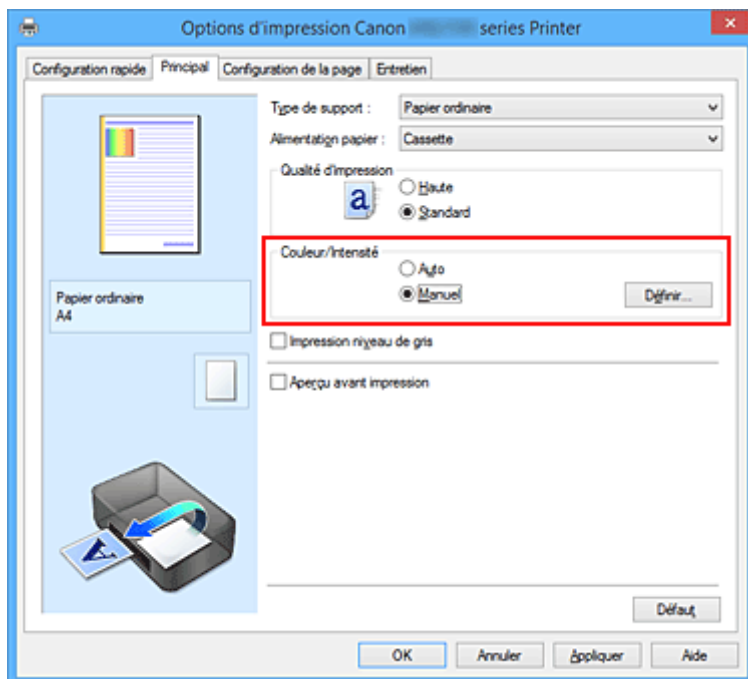 Options d'impression Canon series Printer
Configuration rapide Principal Configuration de la page Entretien
Type de support : Papier ordinaire
Alimentation papier : Cassette
Qualité d'impression
a
Haute
Standard
Couleur/Intensité
Auto
Manuel Définir...
Papier ordinaire
A4
Impression niveau de gris
Aperçu avant impression
A
Défaut
OK Annuler Appliquer Aide